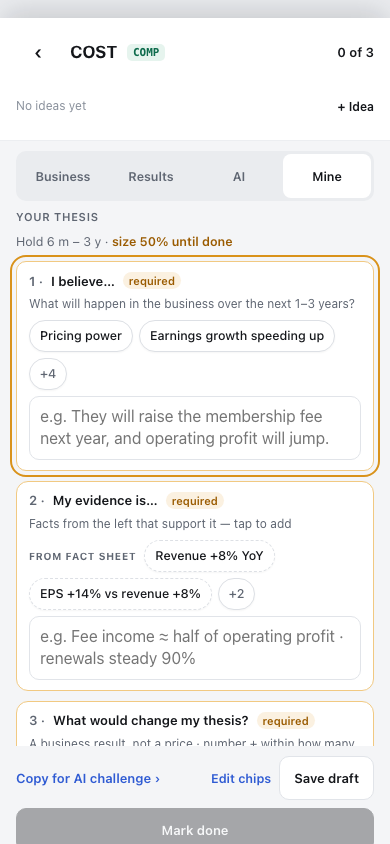 ‹ COST COMP 0 of 3
No ideas yet + Idea
Business Results AI Mine
YOUR THESIS
Hold 6 m – 3 y · size 50% until done
1 · I believe... required
What will happen in the business over the next 1–3 years?
Pricing power Earnings growth speeding up
+4
e.g. They will raise the membership fee
next year, and operating profit will jump.
2 · My evidence is... required
Facts from the left that support it — tap to add
FROM FACT SHEET Revenue +8% YoY
EPS +14% vs revenue +8% +2
e.g. Fee income ≈ half of operating profit ·
renewals steady 90%
3 · What would change my thesis? required
A business result, not a price · number + within how many
Copy for AI challenge › Edit chips Save draft
Mark done